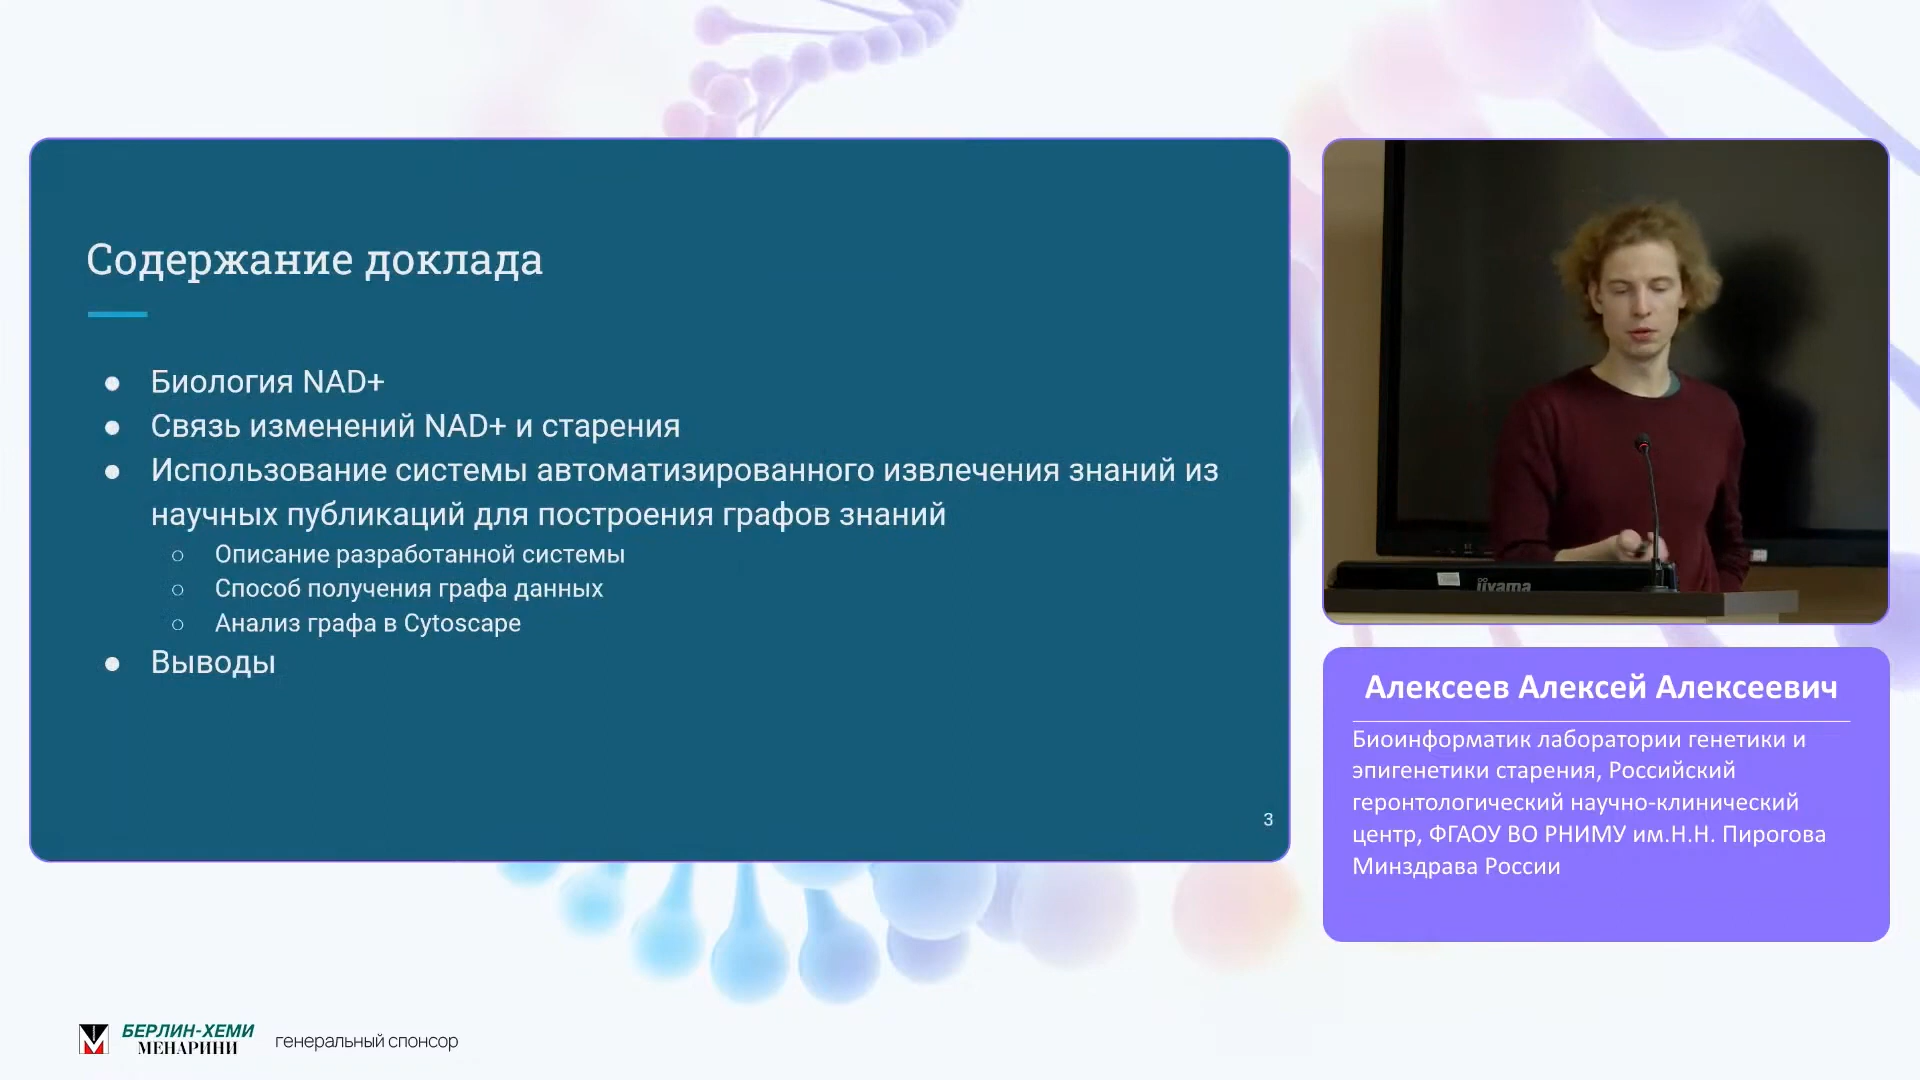 Содержание доклада
● Биология NAD+
● Связь изменений NAD+ и старения
● Использование системы автоматизированного извлечения знаний из
научных публикаций для построения графов знаний
○ Описание разработанной системы
○ Способ получения графа данных
○ Анализ графа в Cytoscape
● Выводы
3
iiyama
Алексеев Алексей Алексеевич
Биоинформатик лаборатории генетики и
эпигенетики старения, Российский
геронтологический научно-клинический
центр, ФГАОУ ВО РНИМУ им.Н.Н. Пирогова
Минздрава России
БЕРЛИН-ХЕМИ
МЕНАРИНИ
генеральный спонсор